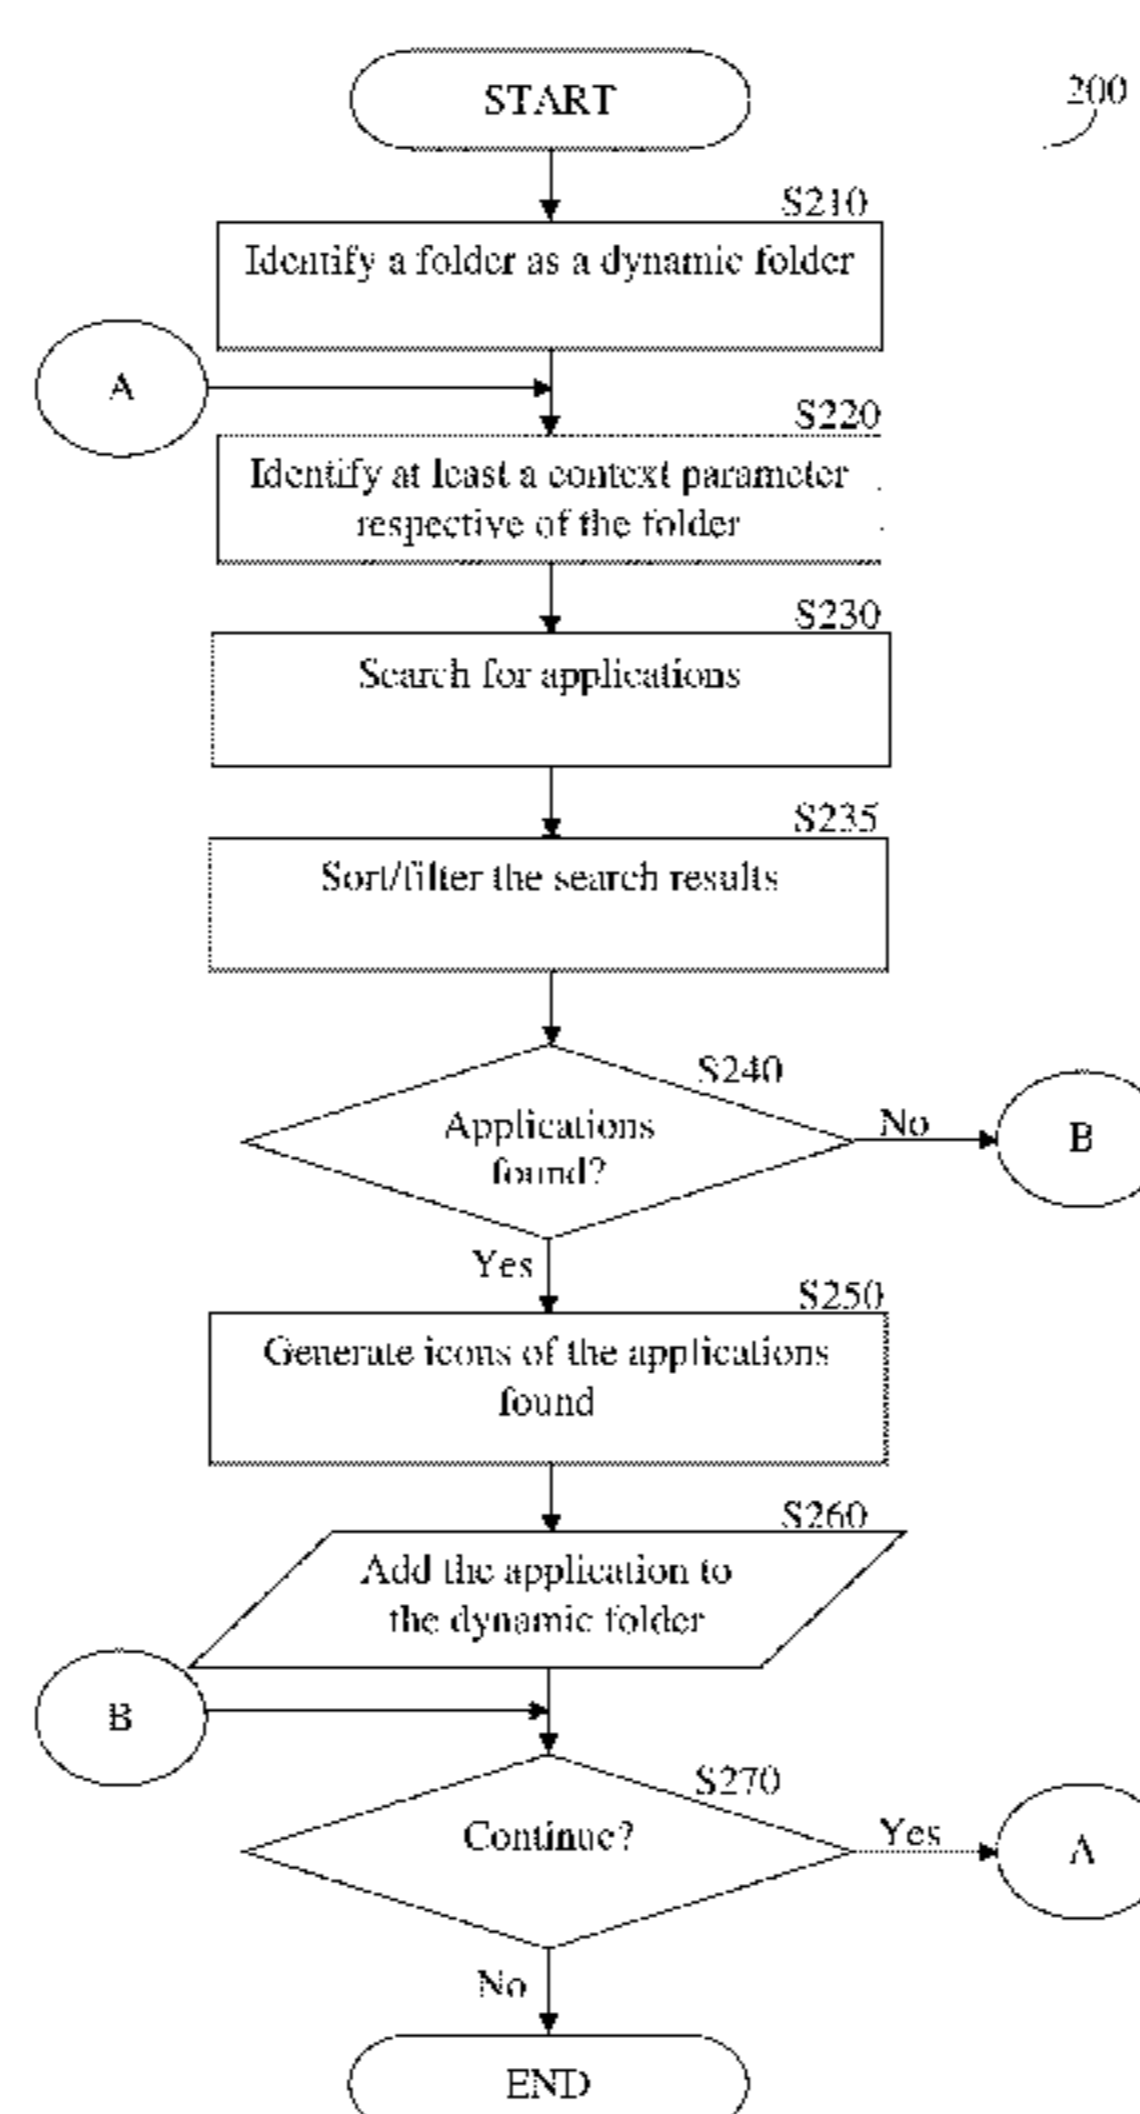 START
200
S210
Identify a folder as a dynamic folder
A
S220
Identify at least a context parameter
respective of the folder
S230
Search for applications
S235
Sort/filter the search results
S240
Applications
found?
No
B
Yes
S250
Generate icons of the applications
found
S260
Add the application to
the dynamic folder
B
S270
Continue?
Yes
A
No
END